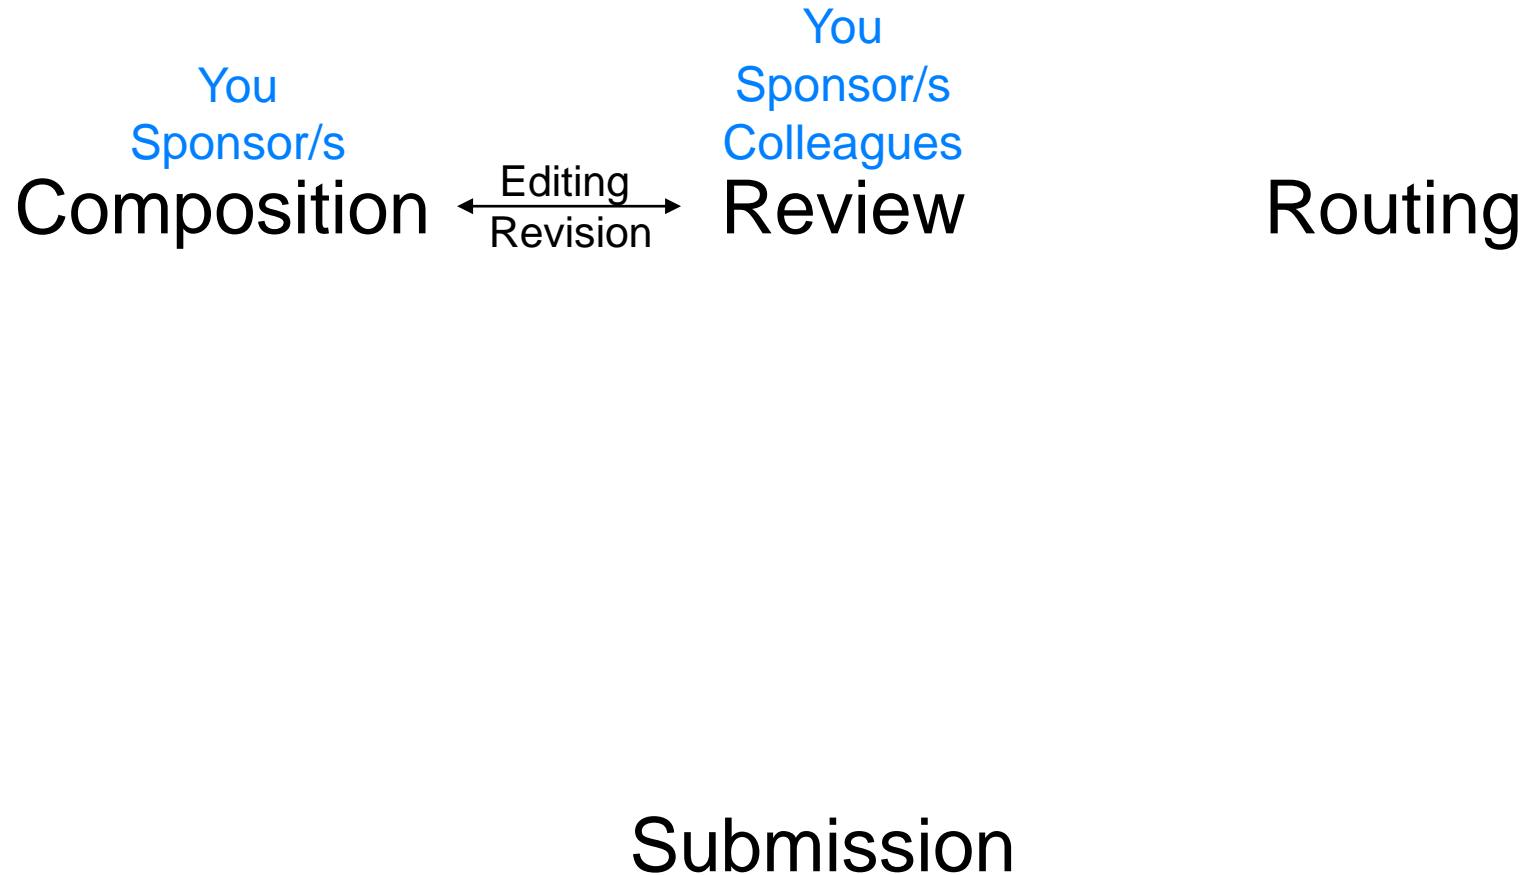 You
Sponsor/s
Composition
Editing
Revision
You
Sponsor/s
Colleagues
Review
Routing
Submission